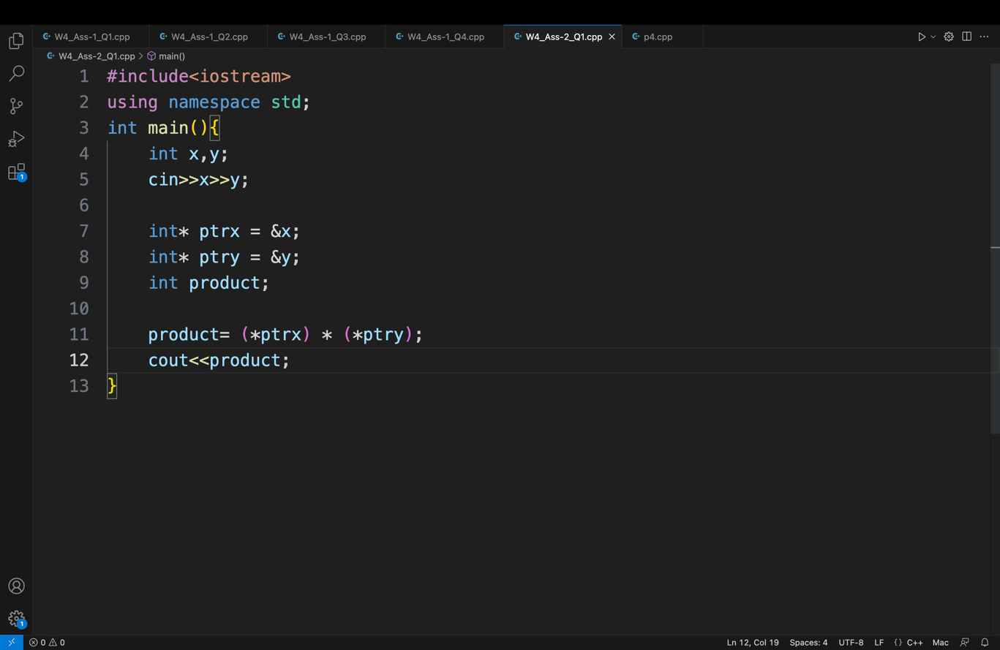 W4_Ass-1_Q1.cpp W4_Ass-1_Q2.cpp W4_Ass-1_Q3.cpp W4_Ass-1_Q4.cpp W4_Ass-2_Q1.cpp p4.cpp
W4_Ass-2_Q1.cpp > main()
1 #include<iostream>
2 using namespace std;
3 int main(){
4     int x,y;
5     cin>>x>>y;
6
7     int* ptrx = &x;
8     int* ptry = &y;
9     int product;
10
11     product= (*ptrx) * (*ptry);
12     cout<<product;
13 }
1
1
0 0 Ln 12, Col 19 Spaces: 4 UTF-8 LF {} C++ Mac